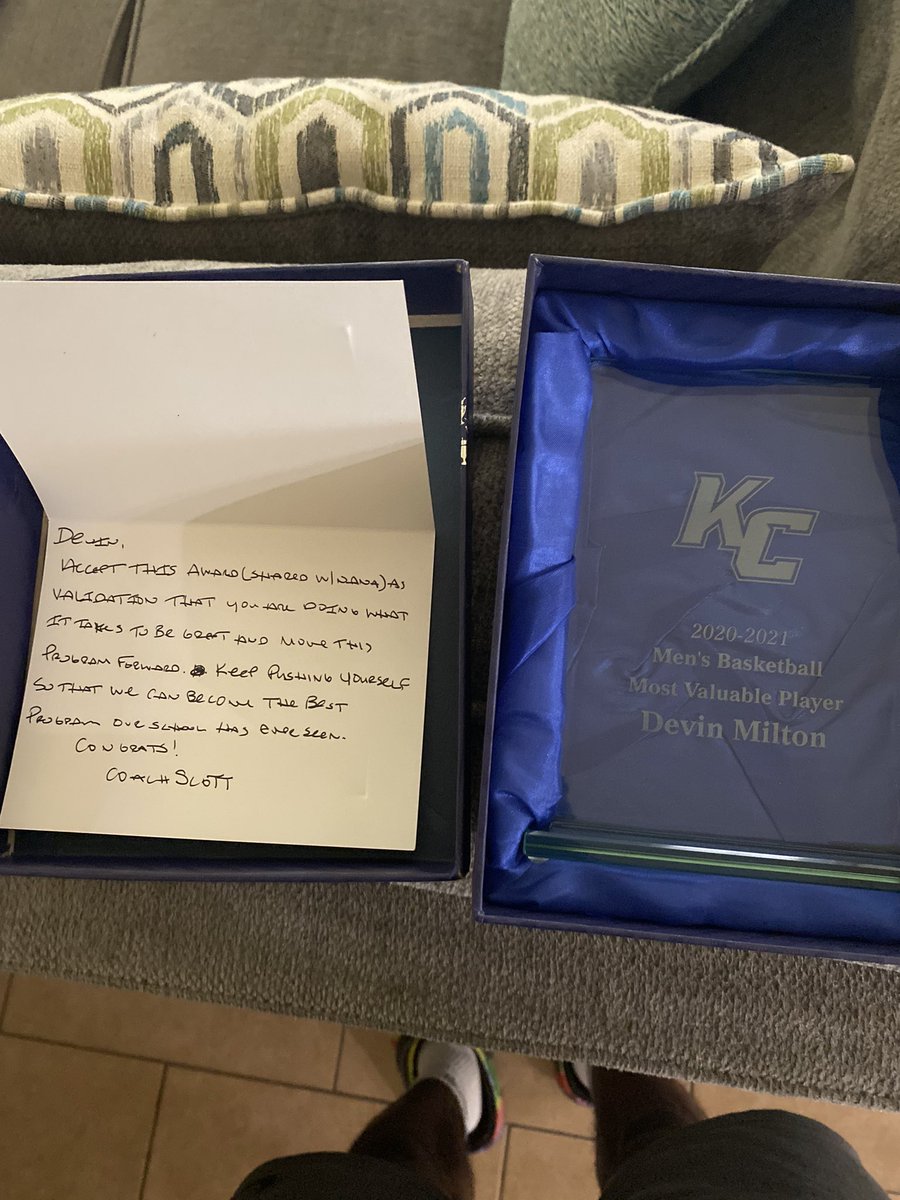 Devin,
Accept this award (shared w/ Nana) as
validation that you are doing what
it takes to be great and move this
program forward. Keep pushing yourself
so that we can become the best
program our school has ever seen.
Congrats!
Coach Scott
KC
2020-2021
Men's Basketball
Most Valuable Player
Devin Milton